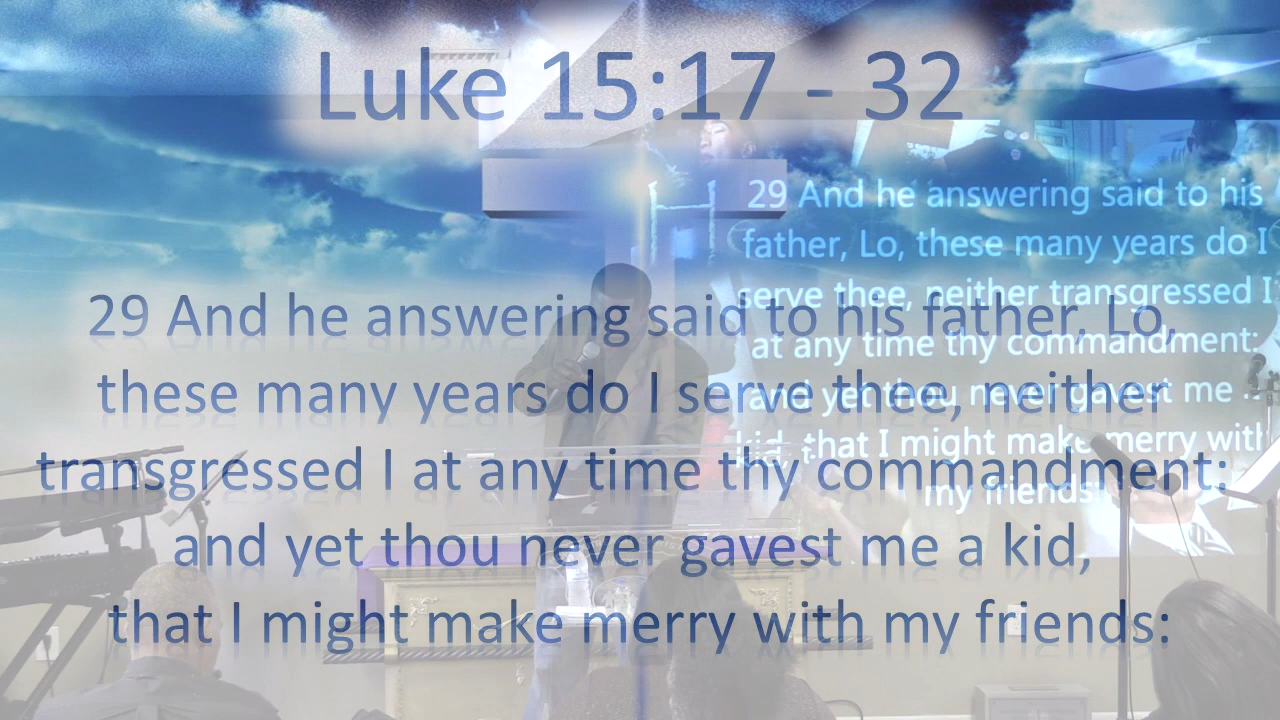 Luke 15:17 - 32
29 And he answering said to his
father, Lo, these many years do I
serve thee, neither transgressed I
at any time thy commandment:
and yet thou never gavest me
kid, that I might make merry with
my friends:
29 And he answering said to his father, Lo,
these many years do I serve thee, neither
transgressed I at any time thy commandment:
and yet thou never gavest me a kid,
that I might make merry with my friends: